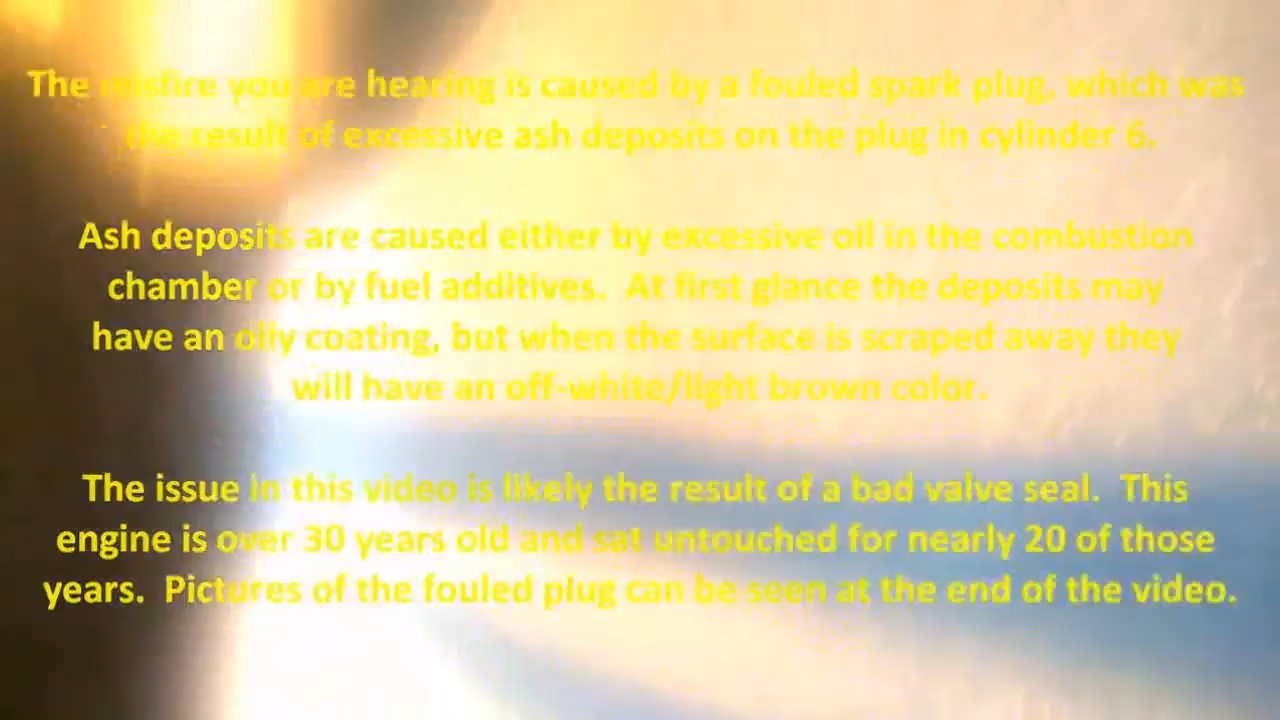 The misfire you are hearing is caused by a fouled spark plug, which was
the result of excessive ash deposits on the plug in cylinder 6.
Ash deposits are caused either by excessive oil in the combustion
chamber or by fuel additives.  At first glance the deposits may
have an oily coating, but when the surface is scraped away they
will have an off-white/light brown color.
The issue in this video is likely the result of a bad valve seal.  This
engine is over 30 years old and sat untouched for nearly 20 of those
years.  Pictures of the fouled plug can be seen at the end of the video.